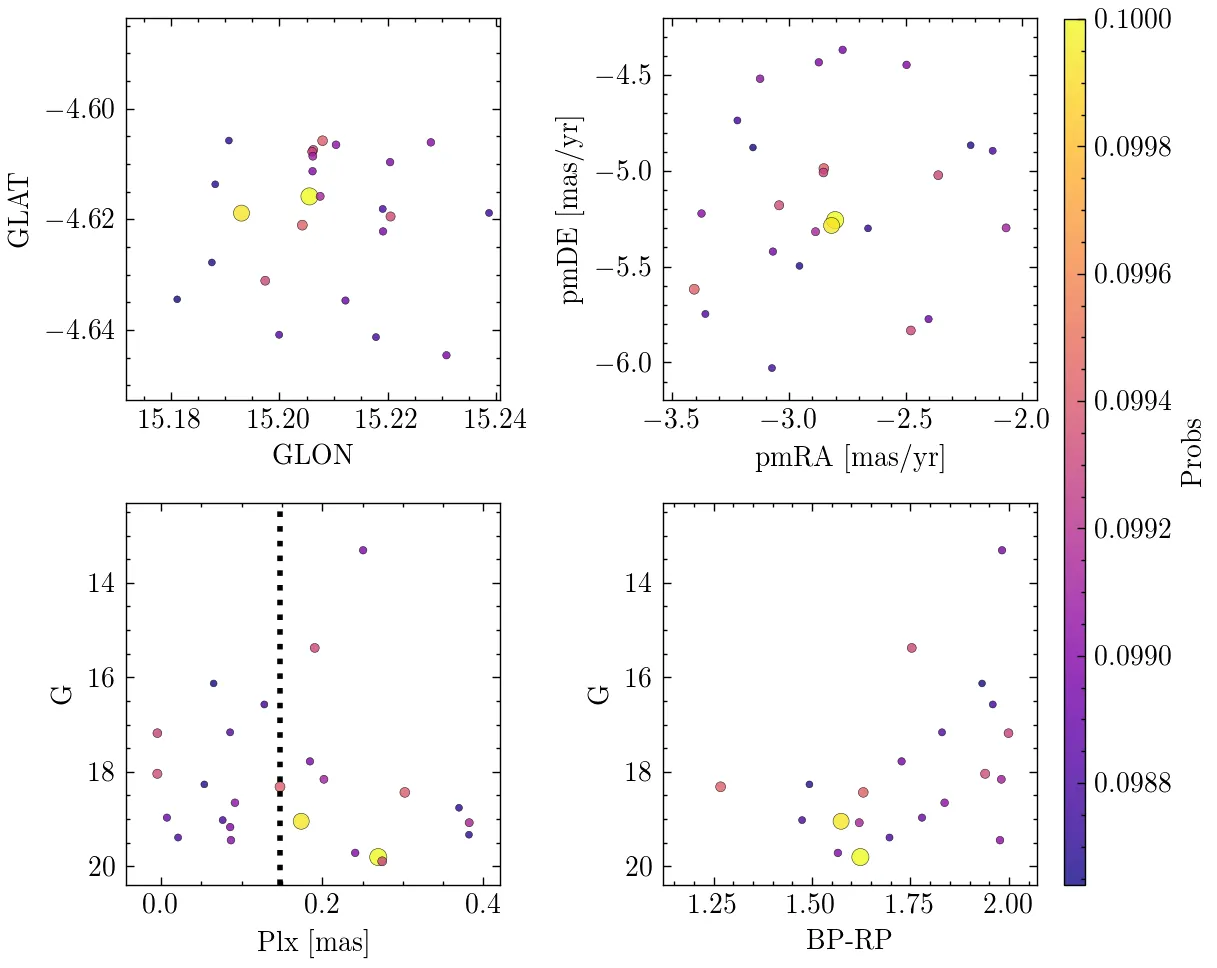 −4.60
−4.62
−4.64
GLAT
15.18 15.20 15.22 15.24
GLON
−4.5
−5.0
−5.5
−6.0
pmDE [mas/yr]
−3.5 −3.0 −2.5 −2.0
pmRA [mas/yr]
14
16
18
20
G
0.0 0.2 0.4
Plx [mas]
14
16
18
20
G
1.25 1.50 1.75 2.00
BP-RP
0.1000
0.0998
0.0996
0.0994
0.0992
0.0990
0.0988
Probs